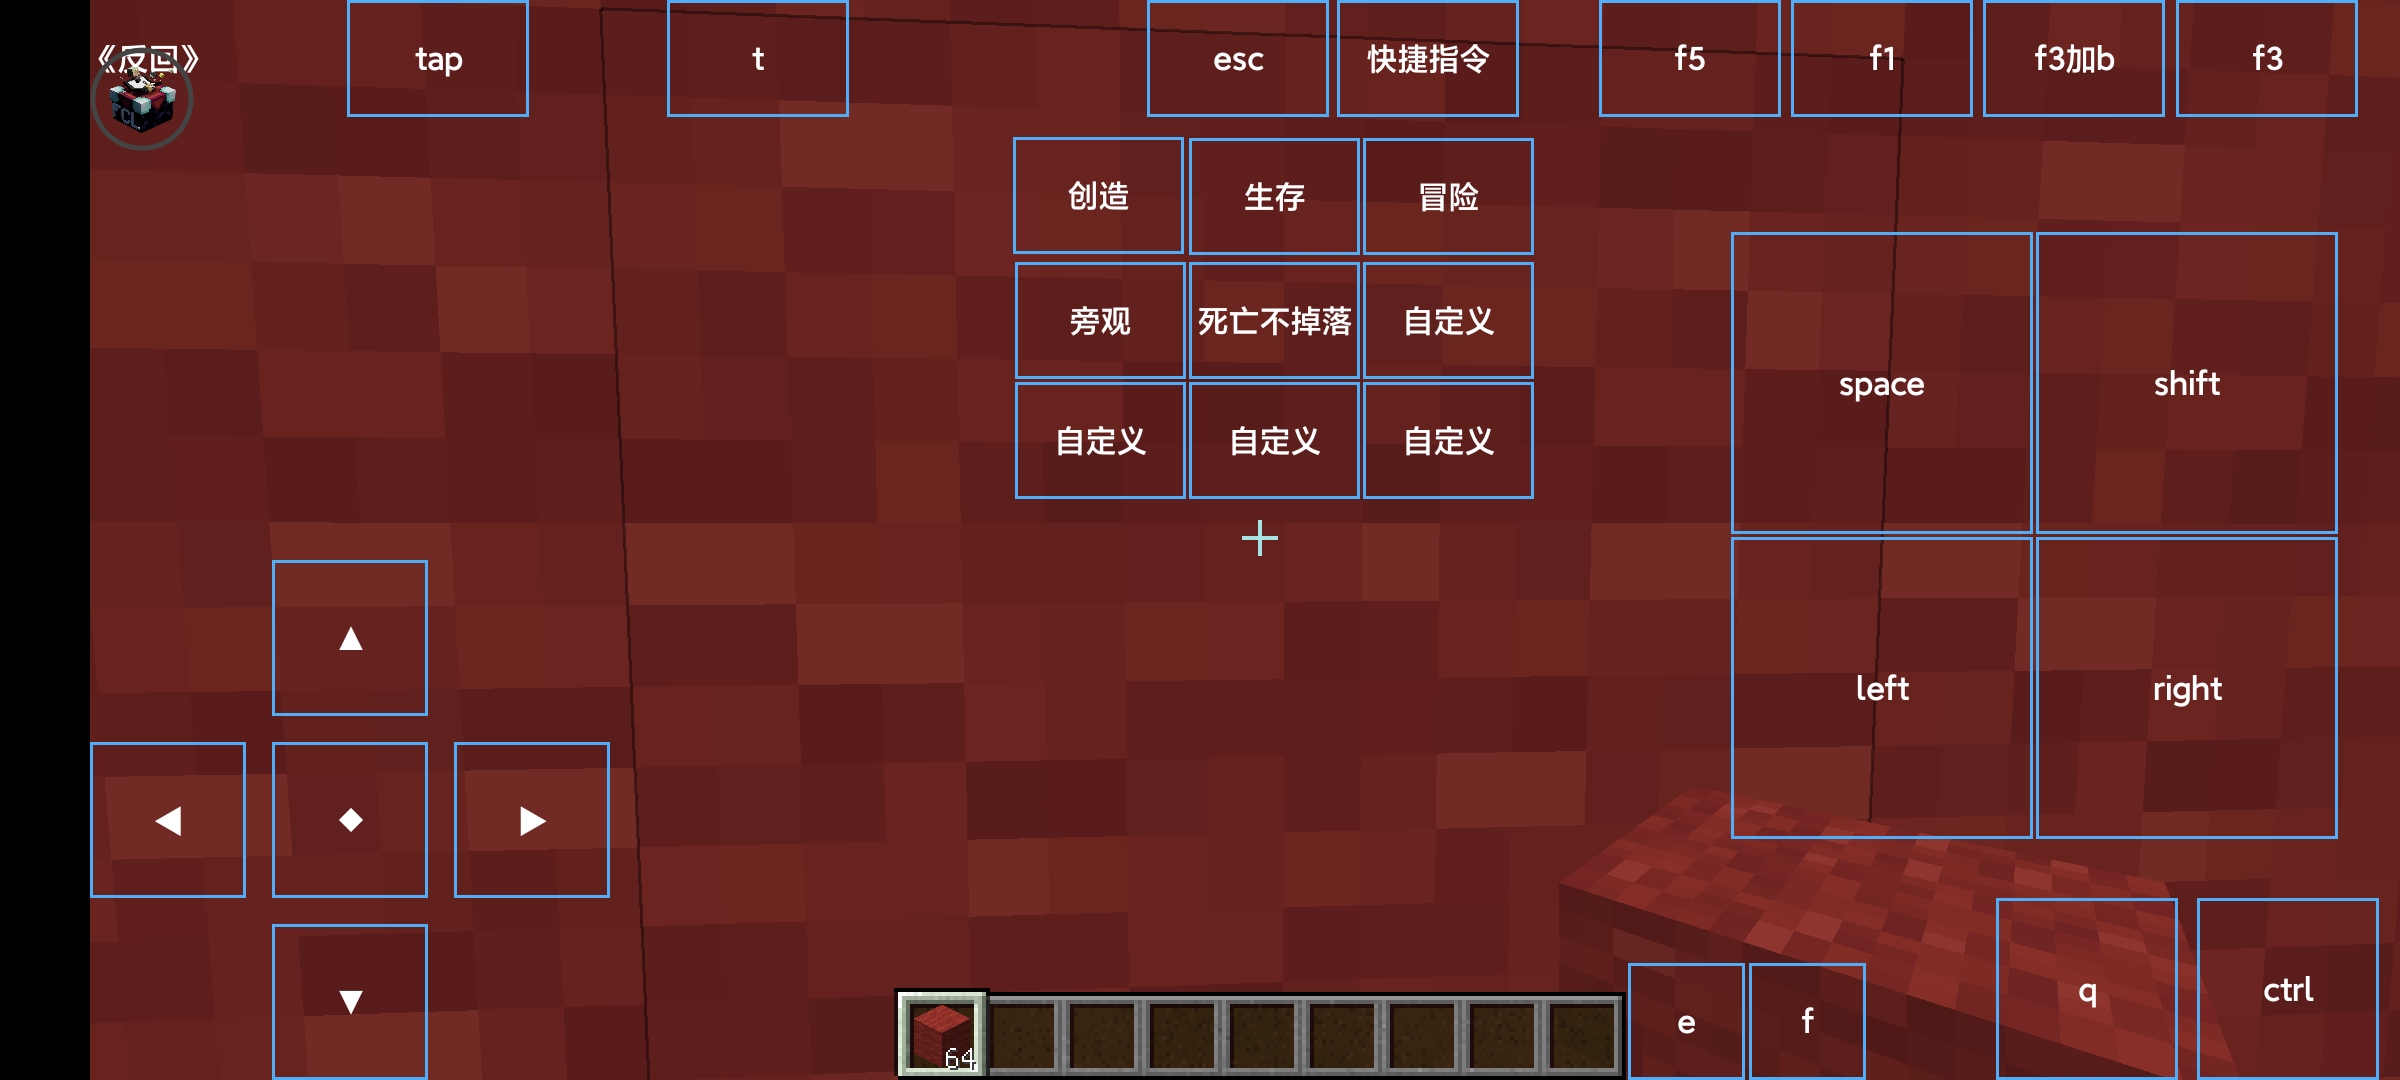 《反回》
FCL
tap
t
esc
快捷指令
f5
f1
f3加b
f3
创造
生存
冒险
旁观
死亡不掉落
自定义
自定义
自定义
自定义
space
shift
left
right
64
e
f
q
ctrl